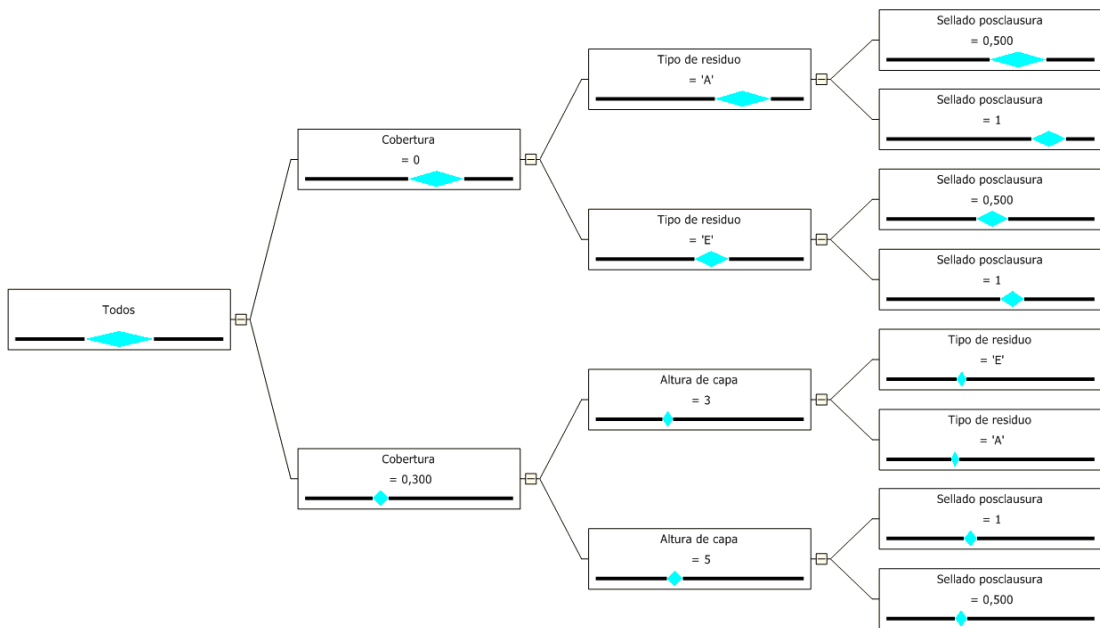 Todos
Cobertura
= 0
Cobertura
= 0,300
Tipo de residuo
= 'A'
Tipo de residuo
= 'E'
Altura de capa
= 3
Altura de capa
= 5
Sellado posclausura
= 0,500
Sellado posclausura
= 1
Sellado posclausura
= 0,500
Sellado posclausura
= 1
Tipo de residuo
= 'E'
Tipo de residuo
= 'A'
Sellado posclausura
= 1
Sellado posclausura
= 0,500